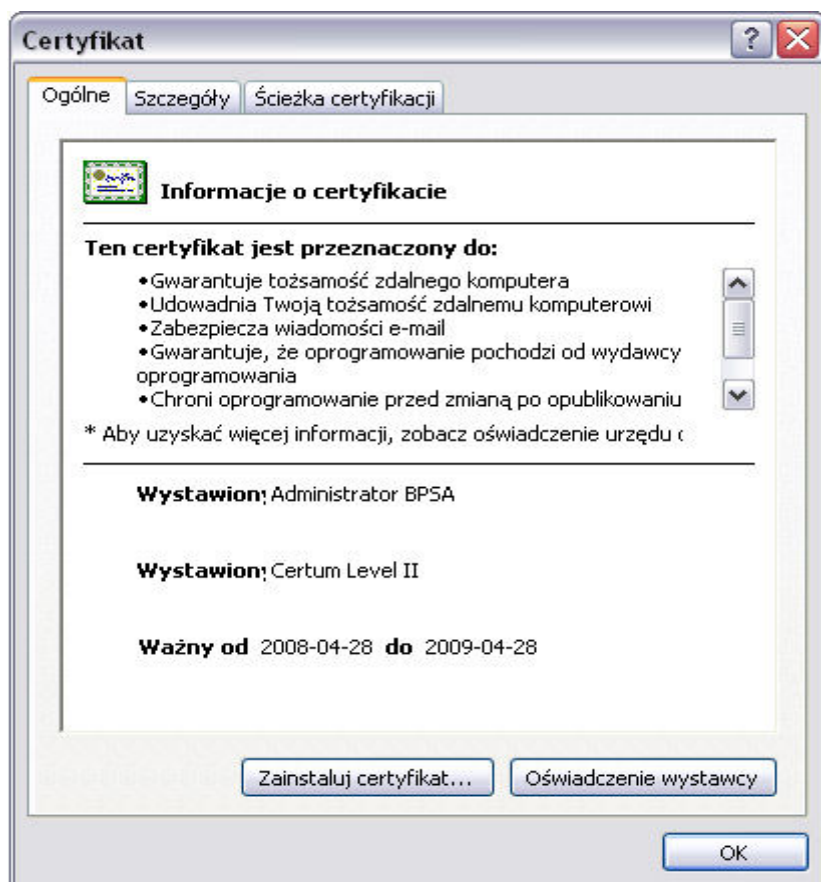 Certyfikat
Ogólne Szczegóły Ścieżka certyfikacji
Informacje o certyfikacie
Ten certyfikat jest przeznaczony do:
•Gwarantuje tożsamość zdalnego komputera
•Udowadnia Twoją tożsamość zdalnemu komputerowi
•Zabezpiecza wiadomości e-mail
•Gwarantuje, że oprogramowanie pochodzi od wydawcy
oprogramowania
•Chroni oprogramowanie przed zmianą po opublikowaniu
* Aby uzyskać więcej informacji, zobacz oświadczenie urzędu
Wystawiony Administrator BPSA
Wystawiony Certum Level II
Ważny od 2008-04-28 do 2009-04-28
Zainstaluj certyfikat... Oświadczenie wystawcy
OK